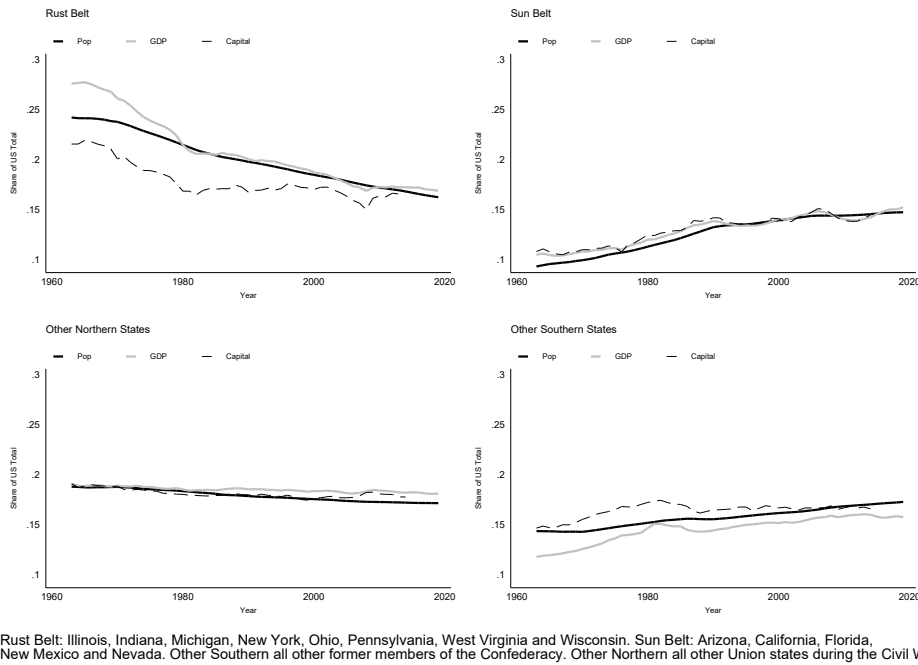 Rust Belt
Pop GDP Capital
.3
.25
.2
.15
.1
Share of US Total
1960 1980 2000 2020
Year
Sun Belt
Pop GDP Capital
.3
.25
.2
.15
.1
Share of US Total
1960 1980 2000 2020
Year
Other Northern States
Pop GDP Capital
.3
.25
.2
.15
.1
Share of US Total
1960 1980 2000 2020
Year
Other Southern States
Pop GDP Capital
.3
.25
.2
.15
.1
Share of US Total
1960 1980 2000 2020
Year
Rust Belt: Illinois, Indiana, Michigan, New York, Ohio, Pennsylvania, West Virginia and Wisconsin. Sun Belt: Arizona, California, Florida,
New Mexico and Nevada. Other Southern all other former members of the Confederacy. Other Northern all other Union states during the Civil